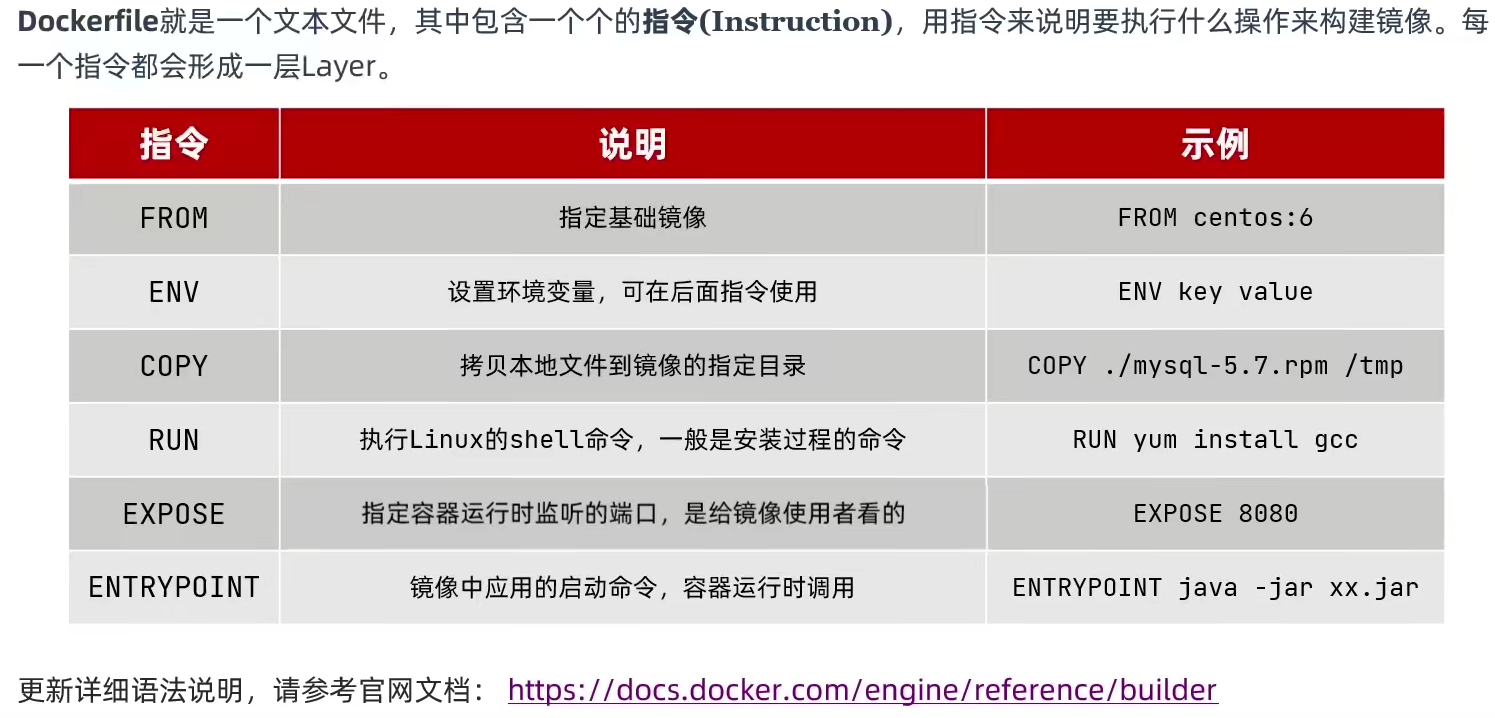 Dockerfile就是一个文本文件，其中包含一个个的指令(Instruction)，用指令来说明要执行什么操作来构建镜像。每
一个指令都会形成一层Layer。
指令 说明 示例
FROM 指定基础镜像 FROM centos:6
ENV 设置环境变量，可在后面指令使用 ENV key value
COPY 拷贝本地文件到镜像的指定目录 COPY ./mysql-5.7.rpm /tmp
RUN 执行Linux的shell命令，一般是安装过程的命令 RUN yum install gcc
EXPOSE 指定容器运行时监听的端口，是给镜像使用者看的 EXPOSE 8080
ENTRYPOINT 镜像中应用的启动命令，容器运行时调用 ENTRYPOINT java -jar xx.jar
更新详细语法说明，请参考官网文档： https://docs.docker.com/engine/reference/builder